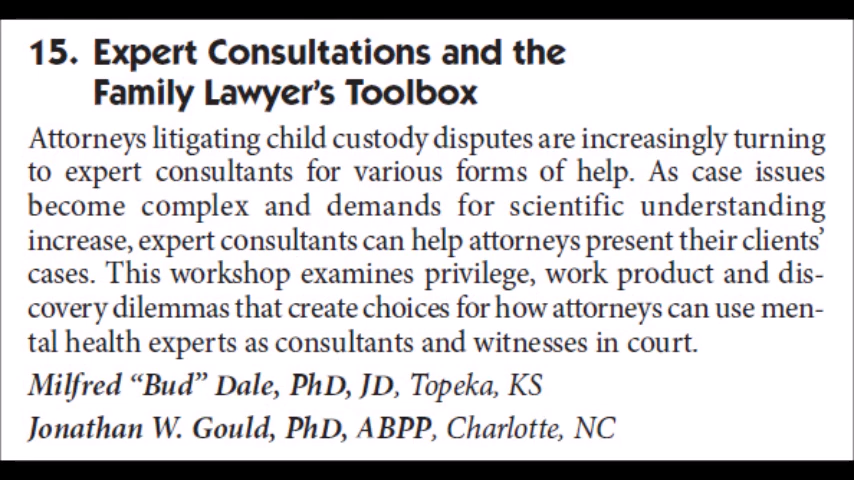 15. Expert Consultations and the
Family Lawyer's Toolbox
Attorneys litigating child custody disputes are increasingly turning
to expert consultants for various forms of help. As case issues
become complex and demands for scientific understanding
increase, expert consultants can help attorneys present their clients'
cases. This workshop examines privilege, work product and dis-
covery dilemmas that create choices for how attorneys can use men-
tal health experts as consultants and witnesses in court.
Milfred "Bud" Dale, PhD, JD, Topeka, KS
Jonathan W. Gould, PhD, ABPP, Charlotte, NC